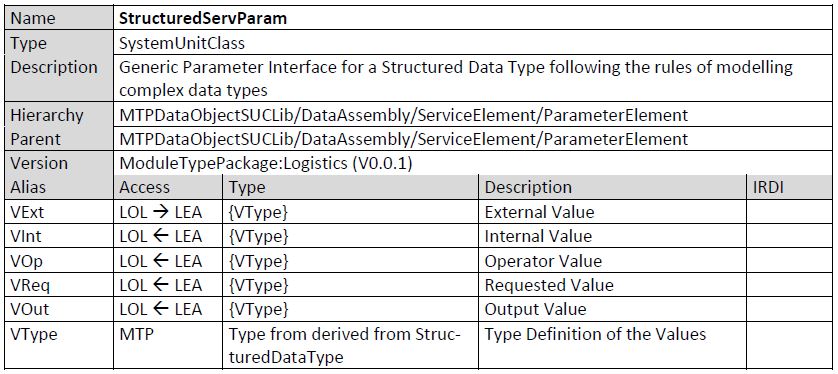 Name StructuredServParam
Type SystemUnitClass
Description Generic Parameter Interface for a Structured Data Type following the rules of modelling
complex data types
Hierarchy MTPDataObjectSUCLib/DataAssembly/ServiceElement/ParameterElement
Parent MTPDataObjectSUCLib/DataAssembly/ServiceElement/ParameterElement
Version ModuleTypePackage:Logistics (V0.0.1)
Alias Access Type Description IRDI
VExt LOL → LEA {VType} External Value
VInt LOL ← LEA {VType} Internal Value
VOp LOL ← LEA {VType} Operator Value
VReq LOL ← LEA {VType} Requested Value
VOut LOL ← LEA {VType} Output Value
VType MTP Type from derived from Struc- Type Definition of the Values
turedDataType